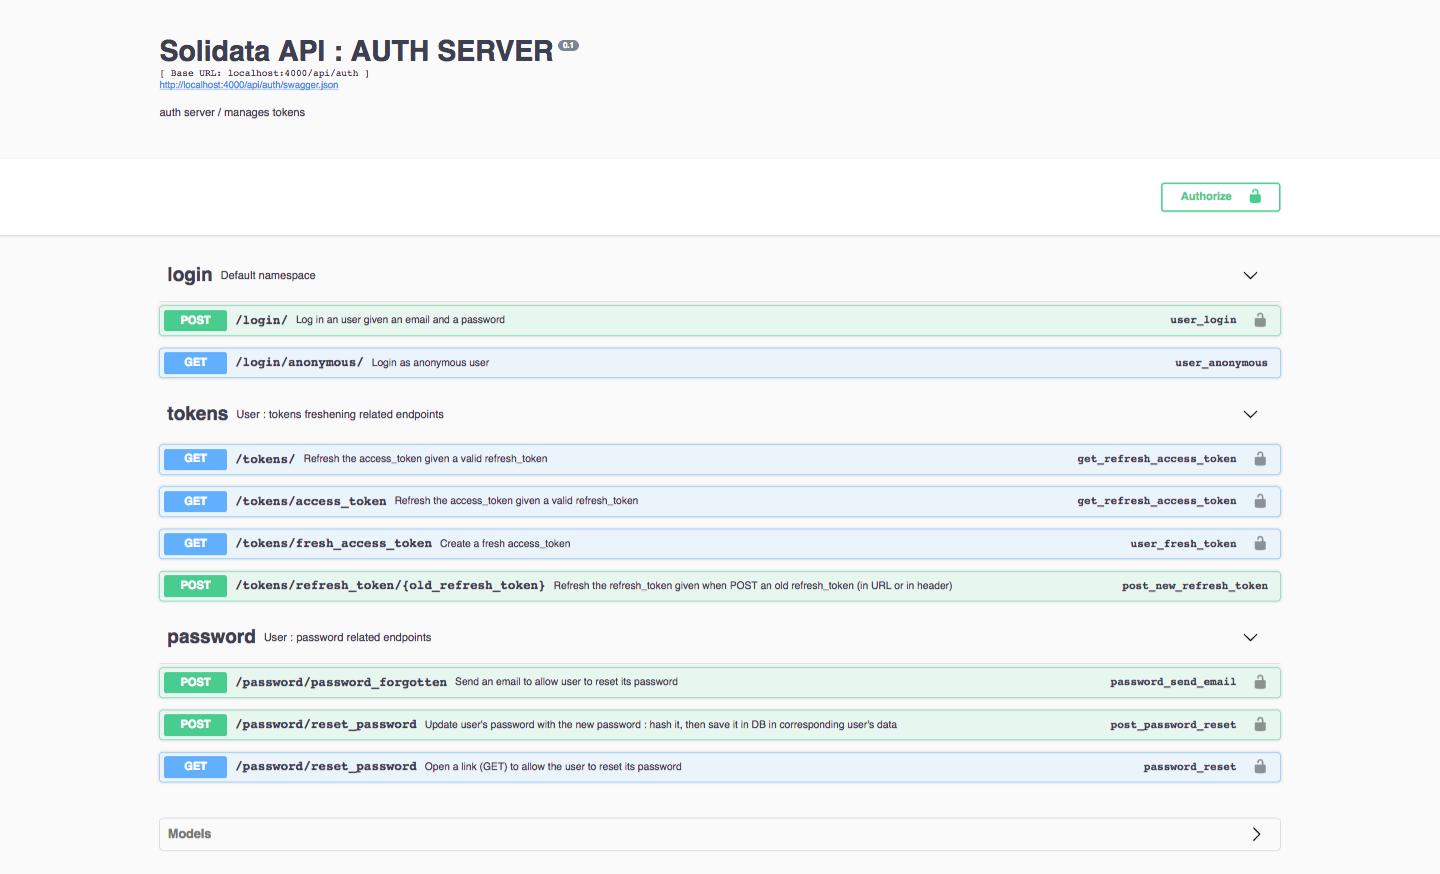 Solidata API : AUTH SERVER 0.1
[ Base URL: localhost:4000/api/auth ]
http://localhost:4000/api/auth/swagger.json
auth server / manages tokens
Authorize
login Default namespace
POST /login/ Log in an user given an email and a password user_login
GET /login/anonymous/ Login as anonymous user user_anonymous
tokens User : tokens freshening related endpoints
GET /tokens/ Refresh the access_token given a valid refresh_token get_refresh_access_token
GET /tokens/access_token Refresh the access_token given a valid refresh_token get_refresh_access_token
GET /tokens/fresh_access_token Create a fresh access_token user_fresh_token
POST /tokens/refresh_token/{old_refresh_token} Refresh the refresh_token given when POST an old refresh_token (in URL or in header) post_new_refresh_token
password User : password related endpoints
POST /password/password_forgotten Send an email to allow user to reset its password password_send_email
POST /password/reset_password Update user's password with the new password : hash it, then save it in DB in corresponding user's data post_password_reset
GET /password/reset_password Open a link (GET) to allow the user to reset its password password_reset
Models